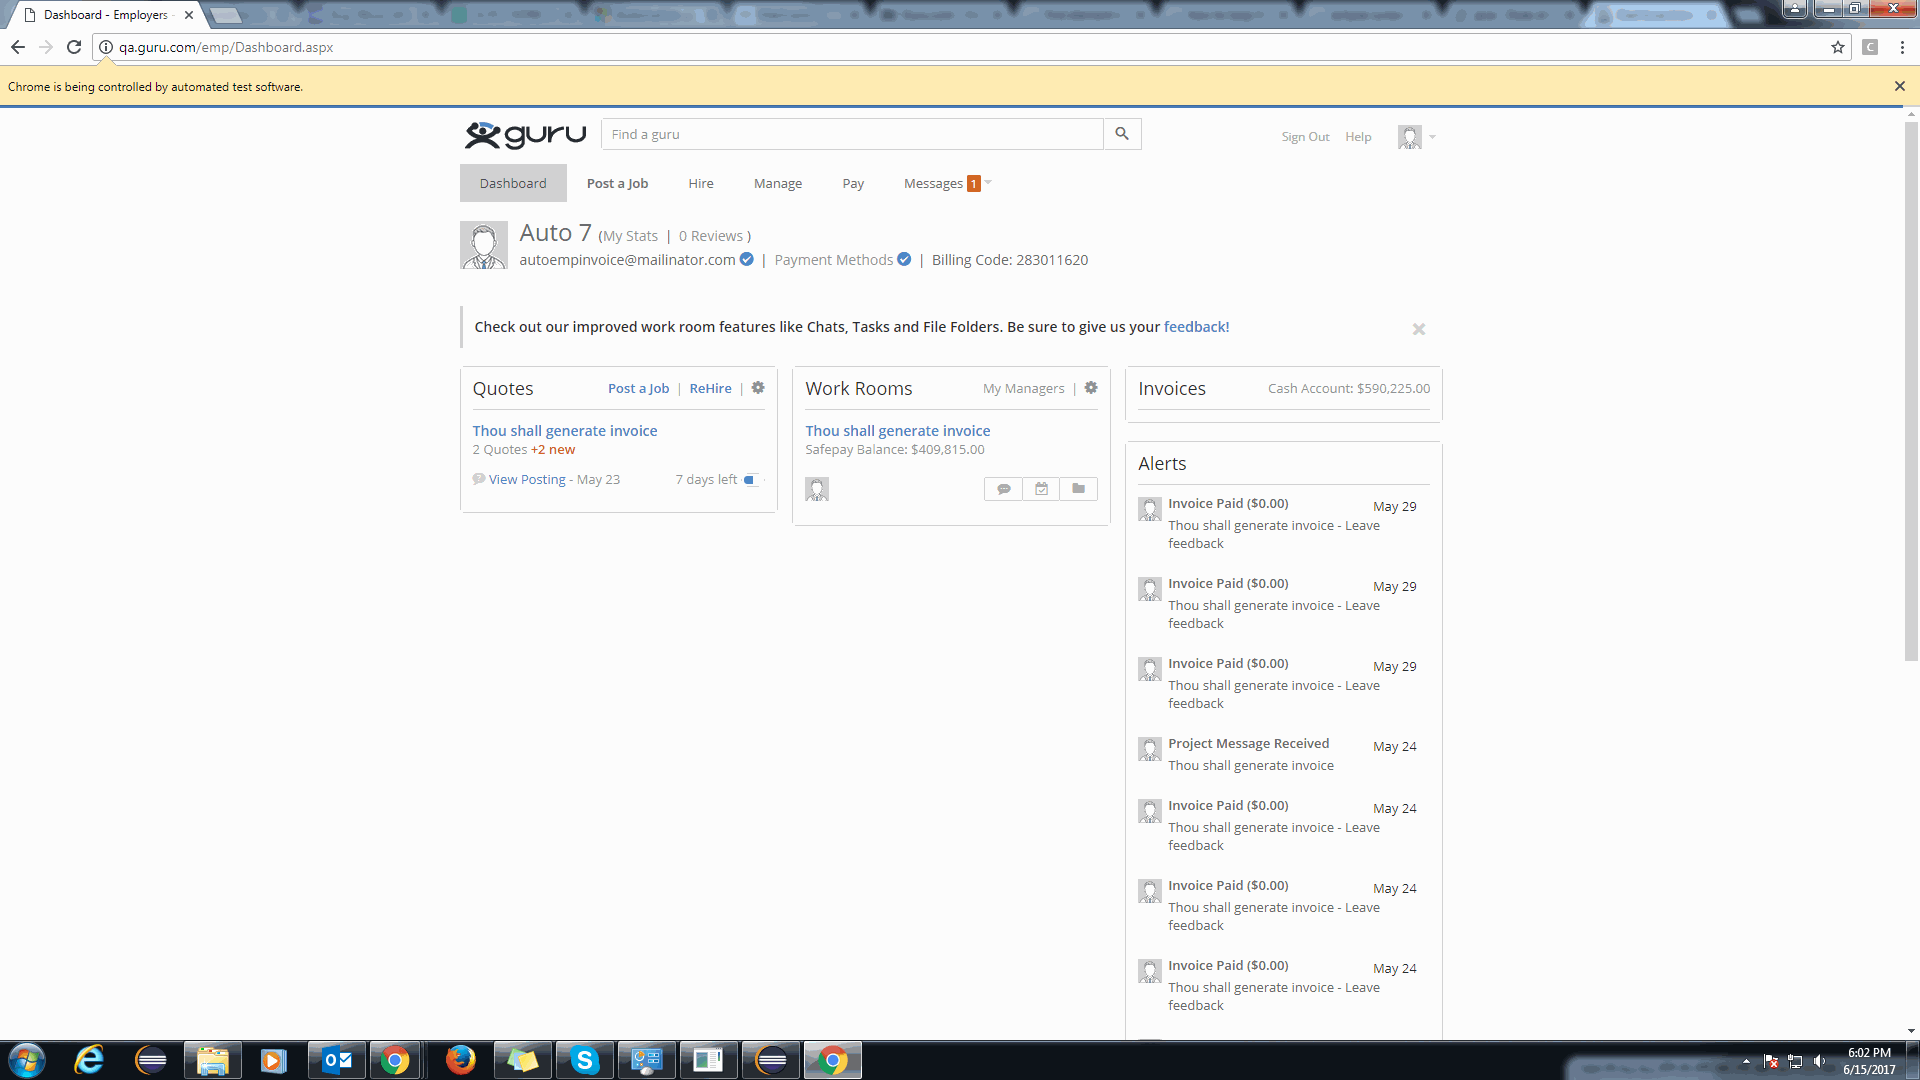 Dashboard - Employers -
qa.guru.com/emp/Dashboard.aspx
C
Chrome is being controlled by automated test software.
guru
Find a guru
Sign Out Help
Dashboard Post a Job Hire Manage Pay Messages 1
Auto 7 (My Stats | 0 Reviews )
autoempinvoice@mailinator.com | Payment Methods | Billing Code: 283011620
Check out our improved work room features like Chats, Tasks and File Folders. Be sure to give us your feedback!
Quotes Post a Job | ReHire |
Thou shall generate invoice
2 Quotes +2 new
View Posting - May 23 7 days left
Work Rooms My Managers |
Thou shall generate invoice
Safepay Balance: $409,815.00
Invoices Cash Account: $590,225.00
Alerts
Invoice Paid ($0.00) May 29
Thou shall generate invoice - Leave
feedback
Invoice Paid ($0.00) May 29
Thou shall generate invoice - Leave
feedback
Invoice Paid ($0.00) May 29
Thou shall generate invoice - Leave
feedback
Project Message Received May 24
Thou shall generate invoice
Invoice Paid ($0.00) May 24
Thou shall generate invoice - Leave
feedback
Invoice Paid ($0.00) May 24
Thou shall generate invoice - Leave
feedback
Invoice Paid ($0.00) May 24
Thou shall generate invoice - Leave
feedback
6:02 PM
6/15/2017